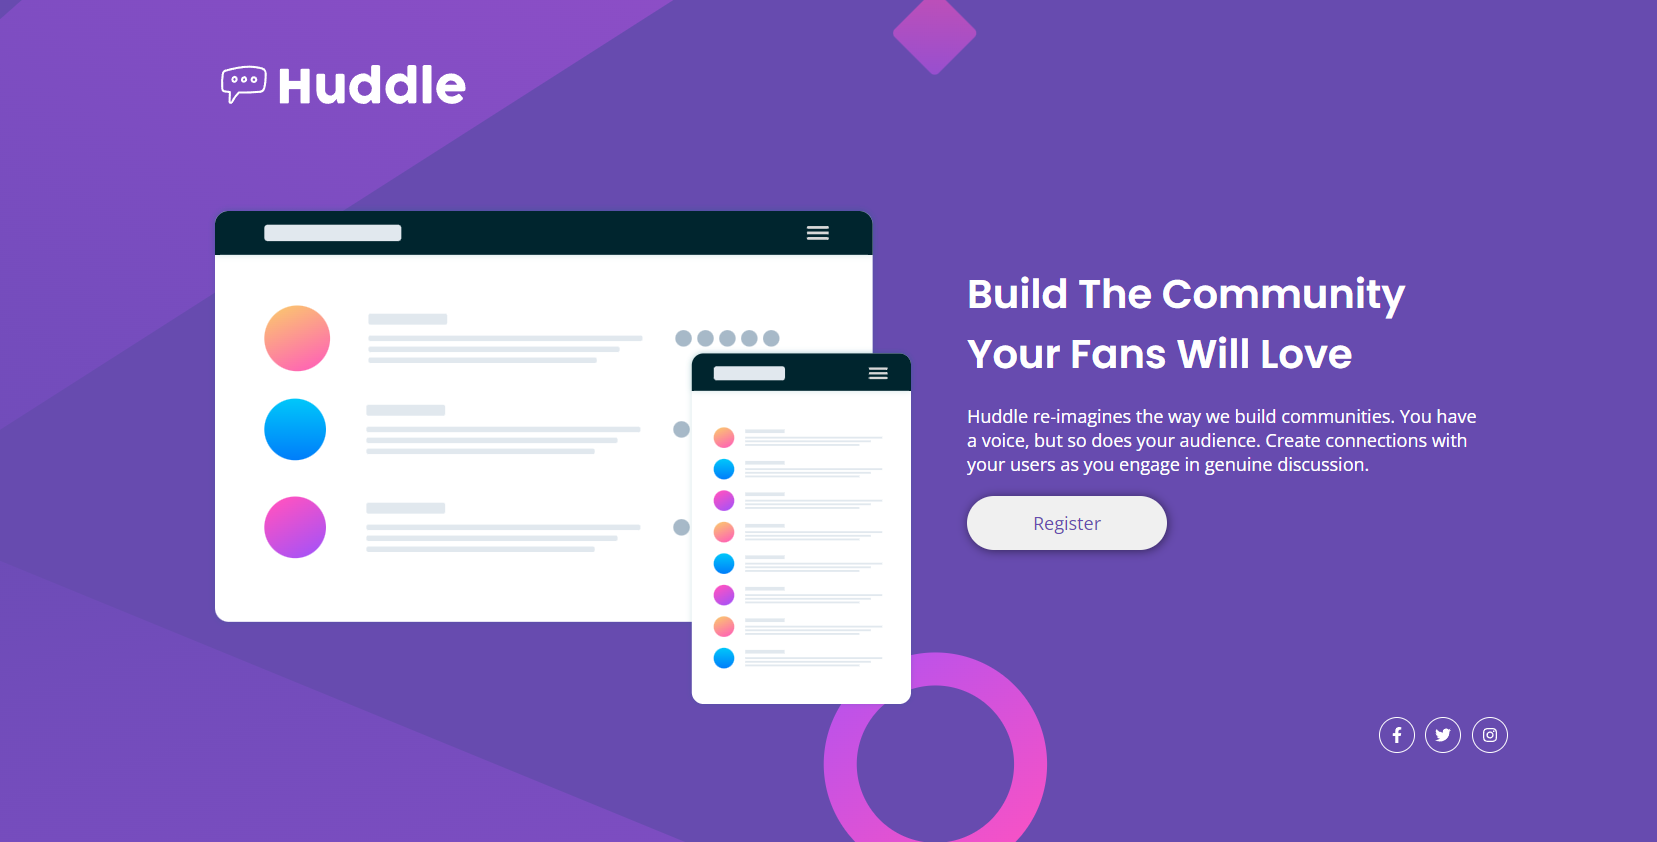 Huddle
Build The Community
Your Fans Will Love
Huddle re-imagines the way we build communities. You have
a voice, but so does your audience. Create connections with
your users as you engage in genuine discussion.
Register